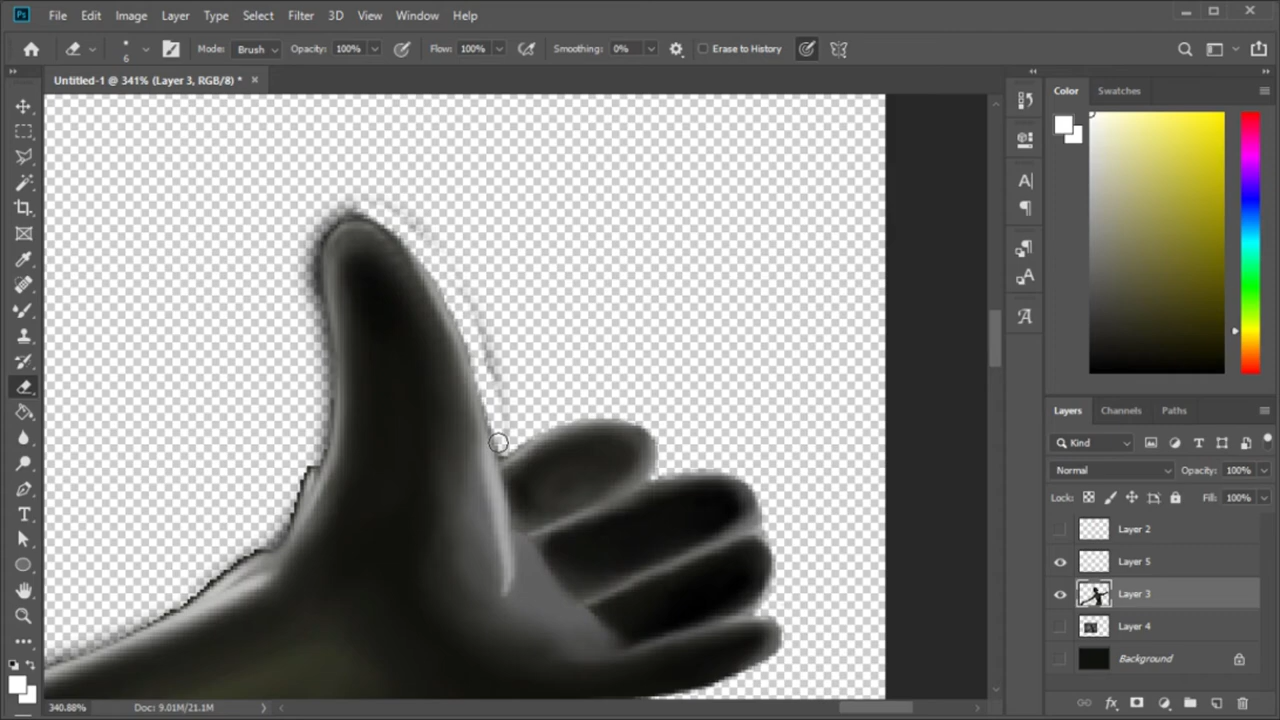 Ps File Edit Image Layer Type Select Filter 3D View Window Help
6 Mode: Brush Opacity: 100% Flow: 100% Smoothing: 0% Erase to History
Untitled-1 @ 341% (Layer 3, RGB/8) *
Color Swatches
Layers Channels Paths
Kind
Normal Opacity: 100%
Lock: Fill: 100%
Layer 2
Layer 5
Layer 3
Layer 4
Background
340.88% Doc: 9.01M/21.1M